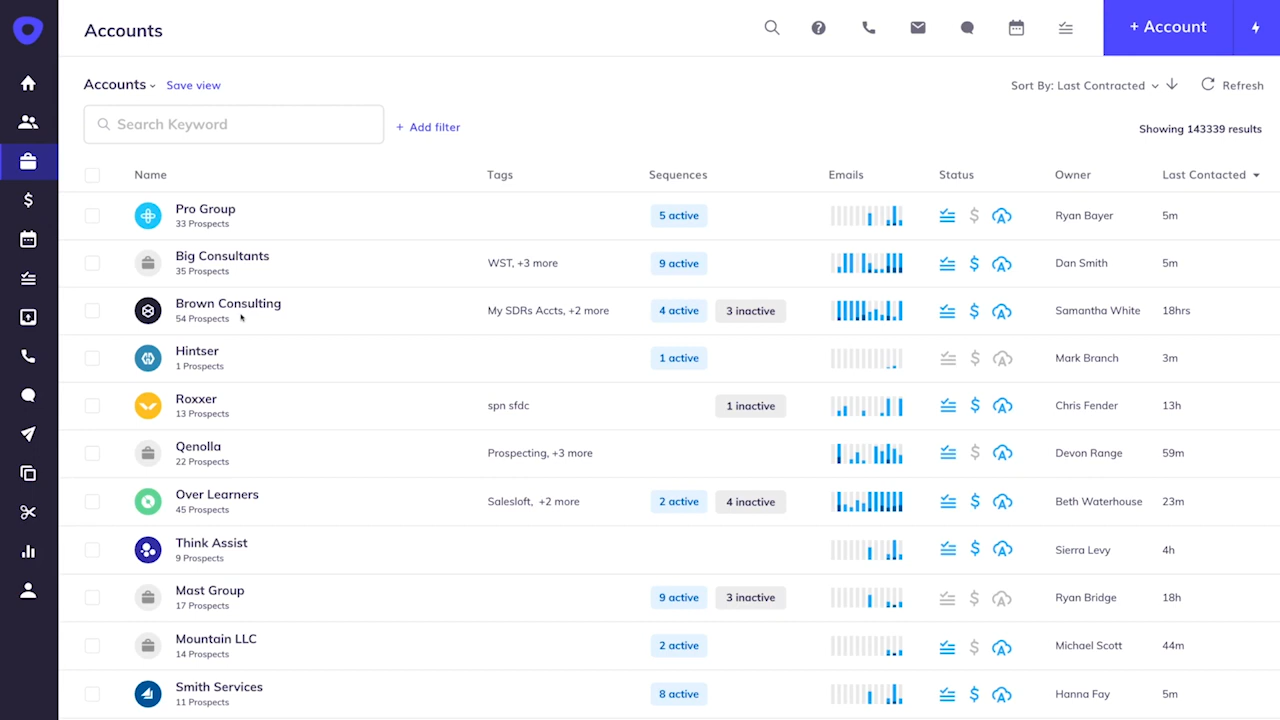 Accounts
+ Account
Accounts
Save view
Sort By: Last Contracted
Refresh
Search Keyword
+ Add filter
Showing 143339 results
Name Tags Sequences Emails Status Owner Last Contacted
Pro Group
33 Prospects
5 active
Ryan Bayer
5m
Big Consultants
35 Prospects
WST, +3 more
9 active
Dan Smith
5m
Brown Consulting
54 Prospects
My SDRs Accts, +2 more
4 active
3 inactive
Samantha White
18hrs
Hintser
1 Prospects
1 active
Mark Branch
3m
Roxxer
13 Prospects
spn sfdc
1 inactive
Chris Fender
13h
Qenolla
22 Prospects
Prospecting, +3 more
Devon Range
59m
Over Learners
45 Prospects
Salesloft, +2 more
2 active
4 inactive
Beth Waterhouse
23m
Think Assist
9 Prospects
Sierra Levy
4h
Mast Group
17 Prospects
9 active
3 inactive
Ryan Bridge
18h
Mountain LLC
14 Prospects
2 active
Michael Scott
44m
Smith Services
11 Prospects
8 active
Hanna Fay
5m